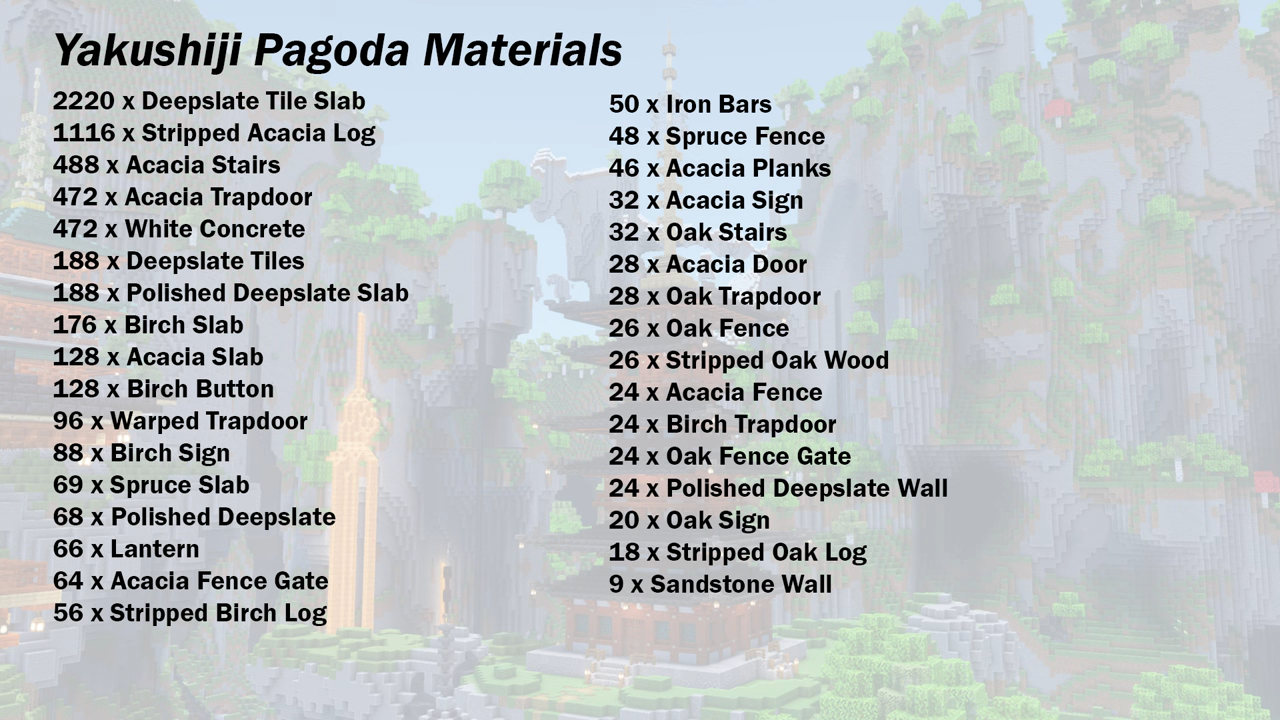 Yakushiji Pagoda Materials
2220 x Deepslate Tile Slab
1116 x Stripped Acacia Log
488 x Acacia Stairs
472 x Acacia Trapdoor
472 x White Concrete
188 x Deepslate Tiles
188 x Polished Deepslate Slab
176 x Birch Slab
128 x Acacia Slab
128 x Birch Button
96 x Warped Trapdoor
88 x Birch Sign
69 x Spruce Slab
68 x Polished Deepslate
66 x Lantern
64 x Acacia Fence Gate
56 x Stripped Birch Log
50 x Iron Bars
48 x Spruce Fence
46 x Acacia Planks
32 x Acacia Sign
32 x Oak Stairs
28 x Acacia Door
28 x Oak Trapdoor
26 x Oak Fence
26 x Stripped Oak Wood
24 x Acacia Fence
24 x Birch Trapdoor
24 x Oak Fence Gate
24 x Polished Deepslate Wall
20 x Oak Sign
18 x Stripped Oak Log
9 x Sandstone Wall